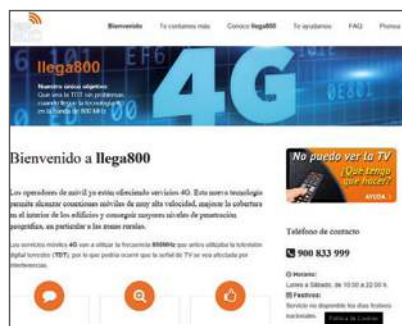 Bienvenido Te contamos más Conoce llega800 Te ayudamos FAQ Prensa
llega800
Nuestro único objetivo:
Que vea la TDT sin problemas
cuando llegue la tecnología 4G
en la banda de 800 MHz
4G
Bienvenido a llega800
Los operadores de móvil ya están ofreciendo servicios 4G. Esta nueva tecnología
permite alcanzar conexiones móviles de muy alta velocidad, mejorar la cobertura
en el interior de los edificios y conseguir mayores niveles de penetración
geográfica, en particular a las zonas rurales.
Los servicios móviles 4G van a utilizar la frecuencia 800MHz que antes utilizaba la televisión
digital terrestre (TDT), por lo que podría ocurrir que la señal de TV se vea afectada por
interferencias.
No puedo ver la TV
¿Qué tengo
que hacer?
AYUDA
Teléfono de contacto
900 833 999
Horario:
Lunes a Sábado, de 10:00 a 22:00 h.
Festivos:
Servicio no disponible los días festivos
nacionales.
Política de Cookies